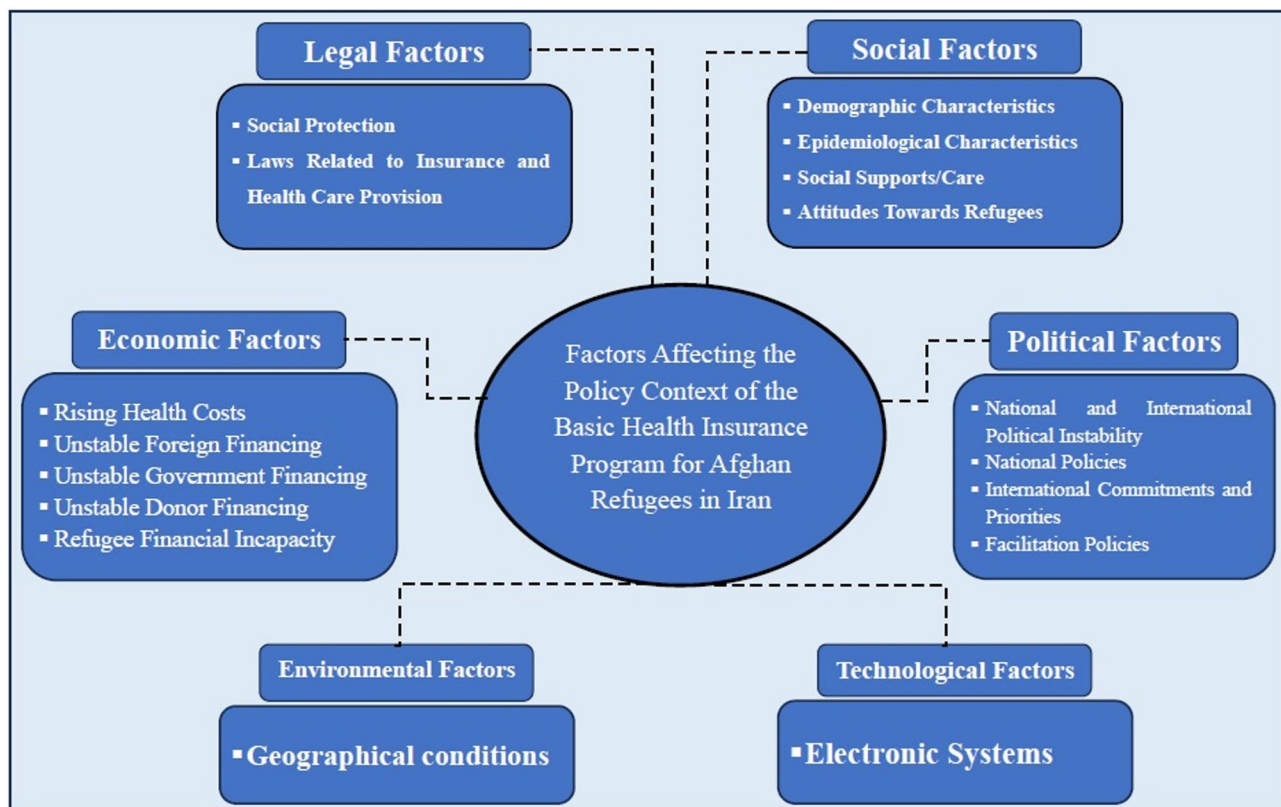 Legal Factors
▪ Social Protection
▪ Laws Related to Insurance and
Health Care Provision
Social Factors
▪ Demographic Characteristics
▪ Epidemiological Characteristics
▪ Social Supports/Care
▪ Attitudes Towards Refugees
Economic Factors
▪ Rising Health Costs
▪ Unstable Foreign Financing
▪ Unstable Government Financing
▪ Unstable Donor Financing
▪ Refugee Financial Incapacity
Factors Affecting the
Policy Context of the
Basic Health Insurance
Program for Afghan
Refugees in Iran
Political Factors
▪ National and International
Political Instability
▪ National Policies
▪ International Commitments and
Priorities
▪ Facilitation Policies
Environmental Factors
▪ Geographical conditions
Technological Factors
▪ Electronic Systems